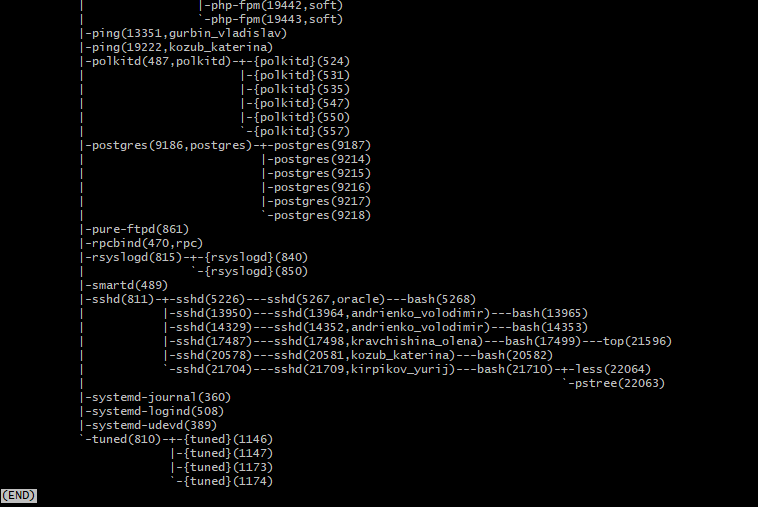 |-php-fpm(19442,soft)
           |                `-php-fpm(19443,soft)
           |-ping(13351,gurbin_vladislav)
           |-ping(19222,kozub_katerina)
           |-polkitd(487,polkitd)-+-{polkitd}(524)
           |                      |-{polkitd}(531)
           |                      |-{polkitd}(535)
           |                      |-{polkitd}(547)
           |                      |-{polkitd}(550)
           |                      `-{polkitd}(557)
           |-postgres(9186,postgres)-+-postgres(9187)
           |                         |-postgres(9214)
           |                         |-postgres(9215)
           |                         |-postgres(9216)
           |                         |-postgres(9217)
           |                         `-postgres(9218)
           |-pure-ftpd(861)
           |-rpcbind(470,rpc)
           |-rsyslogd(815)-+-{rsyslogd}(840)
           |               `-{rsyslogd}(850)
           |-smartd(489)
           |-sshd(811)-+-sshd(5226)---sshd(5267,oracle)---bash(5268)
           |           |-sshd(13950)---sshd(13964,andrienko_volodimir)---bash(13965)
           |           |-sshd(14329)---sshd(14352,andrienko_volodimir)---bash(14353)
           |           |-sshd(17487)---sshd(17498,kravchishina_olena)---bash(17499)---top(21596)
           |           |-sshd(20578)---sshd(20581,kozub_katerina)---bash(20582)
           |           `-sshd(21704)---sshd(21709,kirpikov_yurij)---bash(21710)-+-less(22064)
           |                                                                    `-pstree(22063)
           |-systemd-journal(360)
           |-systemd-logind(508)
           |-systemd-udevd(389)
           `-tuned(810)-+-{tuned}(1146)
                        |-{tuned}(1147)
                        |-{tuned}(1173)
                        `-{tuned}(1174)
(END)